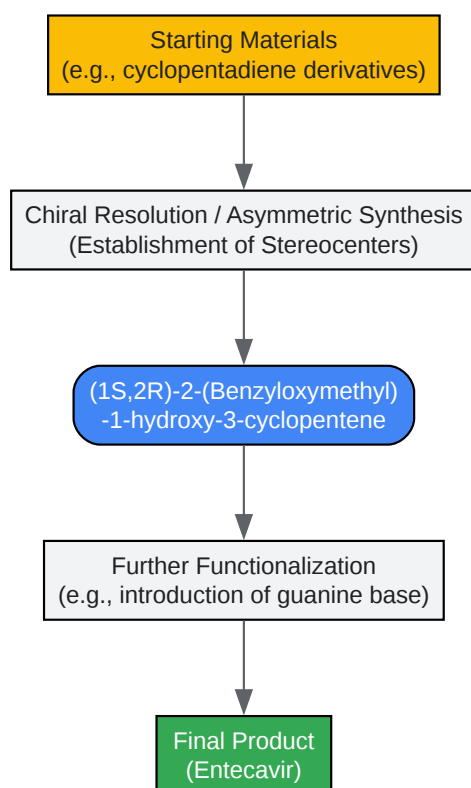 Starting Materials
(e.g., cyclopentadiene derivatives)
Chiral Resolution / Asymmetric Synthesis
(Establishment of Stereocenters)
(1S,2R)-2-(Benzyloxymethyl)
-1-hydroxy-3-cyclopentene
Further Functionalization
(e.g., introduction of guanine base)
Final Product
(Entecavir)